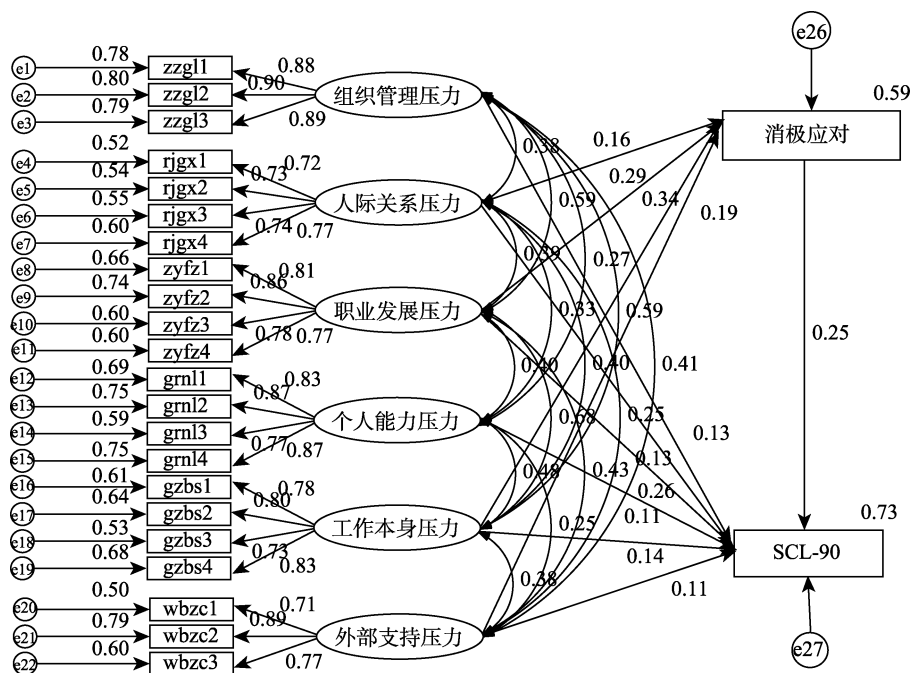 e26
0.78
e1
zzgl1
0.88
0.59
0.80
e2
zzgl2
0.90
组织管理压力
0.79
e3
zzgl3
0.89
消极应对
0.52
0.38
0.16
e4
rjgx1
0.72
0.54
0.73
e5
rjgx2
0.29
0.55
人际关系压力
0.59
0.34
e6
rjgx3
0.19
0.60
0.74
0.77
e7
rjgx4
0.39
0.27
0.66
e8
zyfz1
0.81
0.74
0.86
e9
zyfz2
0.33
0.59
0.60
职业发展压力
e10
zyfz3
0.25
0.60
0.78
0.77
e11
zyfz4
0.40
0.40
0.41
0.69
e12
grnl1
0.83
0.75
0.87
e13
grnl2
0.68
0.25
0.59
个人能力压力
0.13
e14
grnl3
0.75
0.77
0.87
e15
grnl4
0.48
0.43
0.13
0.61
e16
gzbs1
0.78
0.26
0.64
0.80
e17
gzbs2
0.25
0.11
0.73
0.53
工作本身压力
e18
gzbs3
SCL-90
0.68
0.73
0.83
0.14
e19
gzbs4
0.50
0.38
0.11
e20
wbzc1
0.71
0.79
0.89
e21
wbzc2
外部支持压力
0.60
e22
wbzc3
0.77
e27